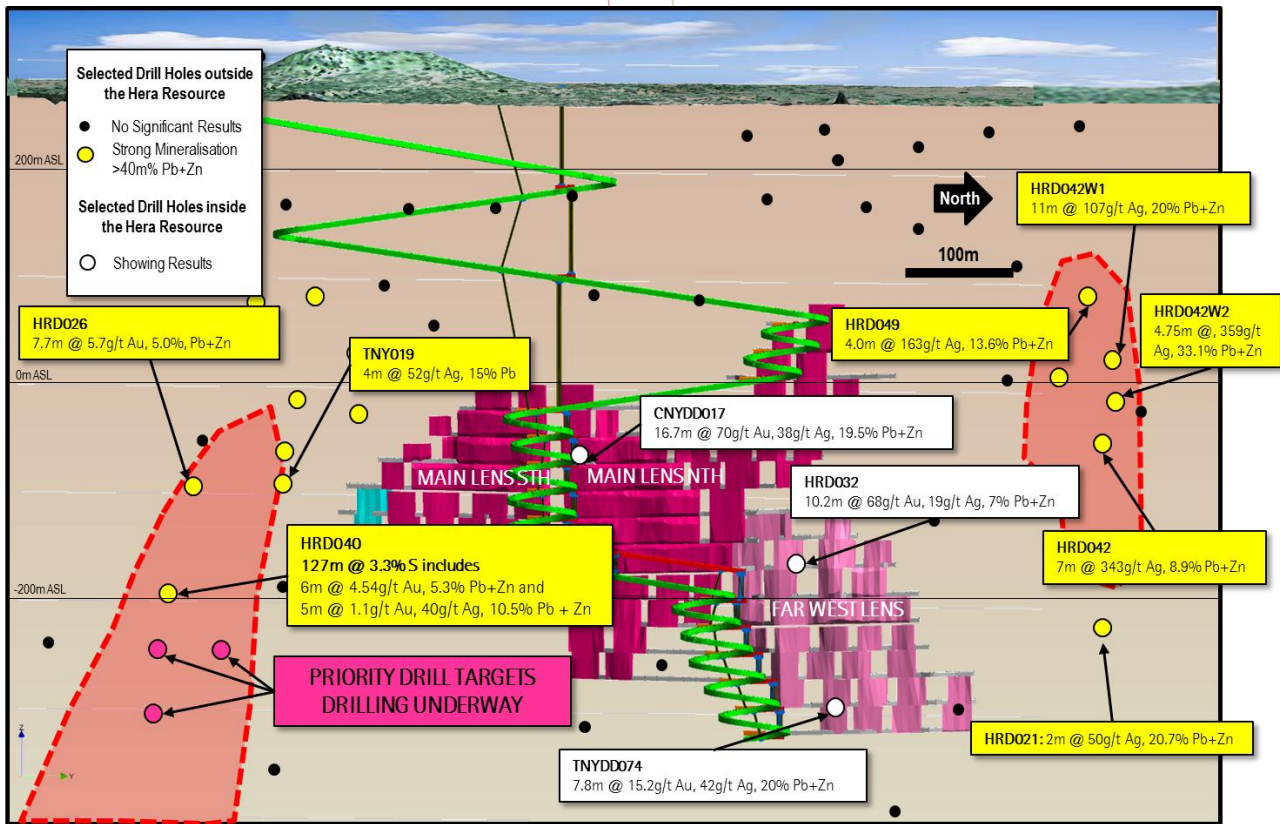 Selected Drill Holes outside
the Hera Resource
No Significant Results
Strong Mineralisation
>40m% Pb+Zn
Selected Drill Holes inside
the Hera Resource
Showing Results
200m ASL
North
100m
HRD042W1
11m @ 107g/t Ag, 20% Pb+Zn
HRD026
7.7m @ 5.7g/t Au, 5.0%, Pb+Zn
TNY019
4m @ 52g/t Ag, 15% Pb
HRD049
4.0m @ 163g/t Ag, 13.6% Pb+Zn
HRD042W2
4.75m @, 359g/t
Ag, 33.1% Pb+Zn
0m ASL
CNYDD017
16.7m @ 70g/t Au, 38g/t Ag, 19.5% Pb+Zn
MAIN LENS STH
MAIN LENS NTH
HRD032
10.2m @ 68g/t Au, 19g/t Ag, 7% Pb+Zn
HRD040
127m @ 3.3% S includes
6m @ 4.54g/t Au, 5.3% Pb+Zn and
5m @ 1.1g/t Au, 40g/t Ag, 10.5% Pb + Zn
HRD042
7m @ 343g/t Ag, 8.9% Pb+Zn
-200m ASL
FAR WEST LENS
PRIORITY DRILL TARGETS
DRILLING UNDERWAY
HRD021: 2m @ 50g/t Ag, 20.7% Pb+Zn
TNYDD074
7.8m @ 15.2g/t Au, 42g/t Ag, 20% Pb+Zn
Z
Y